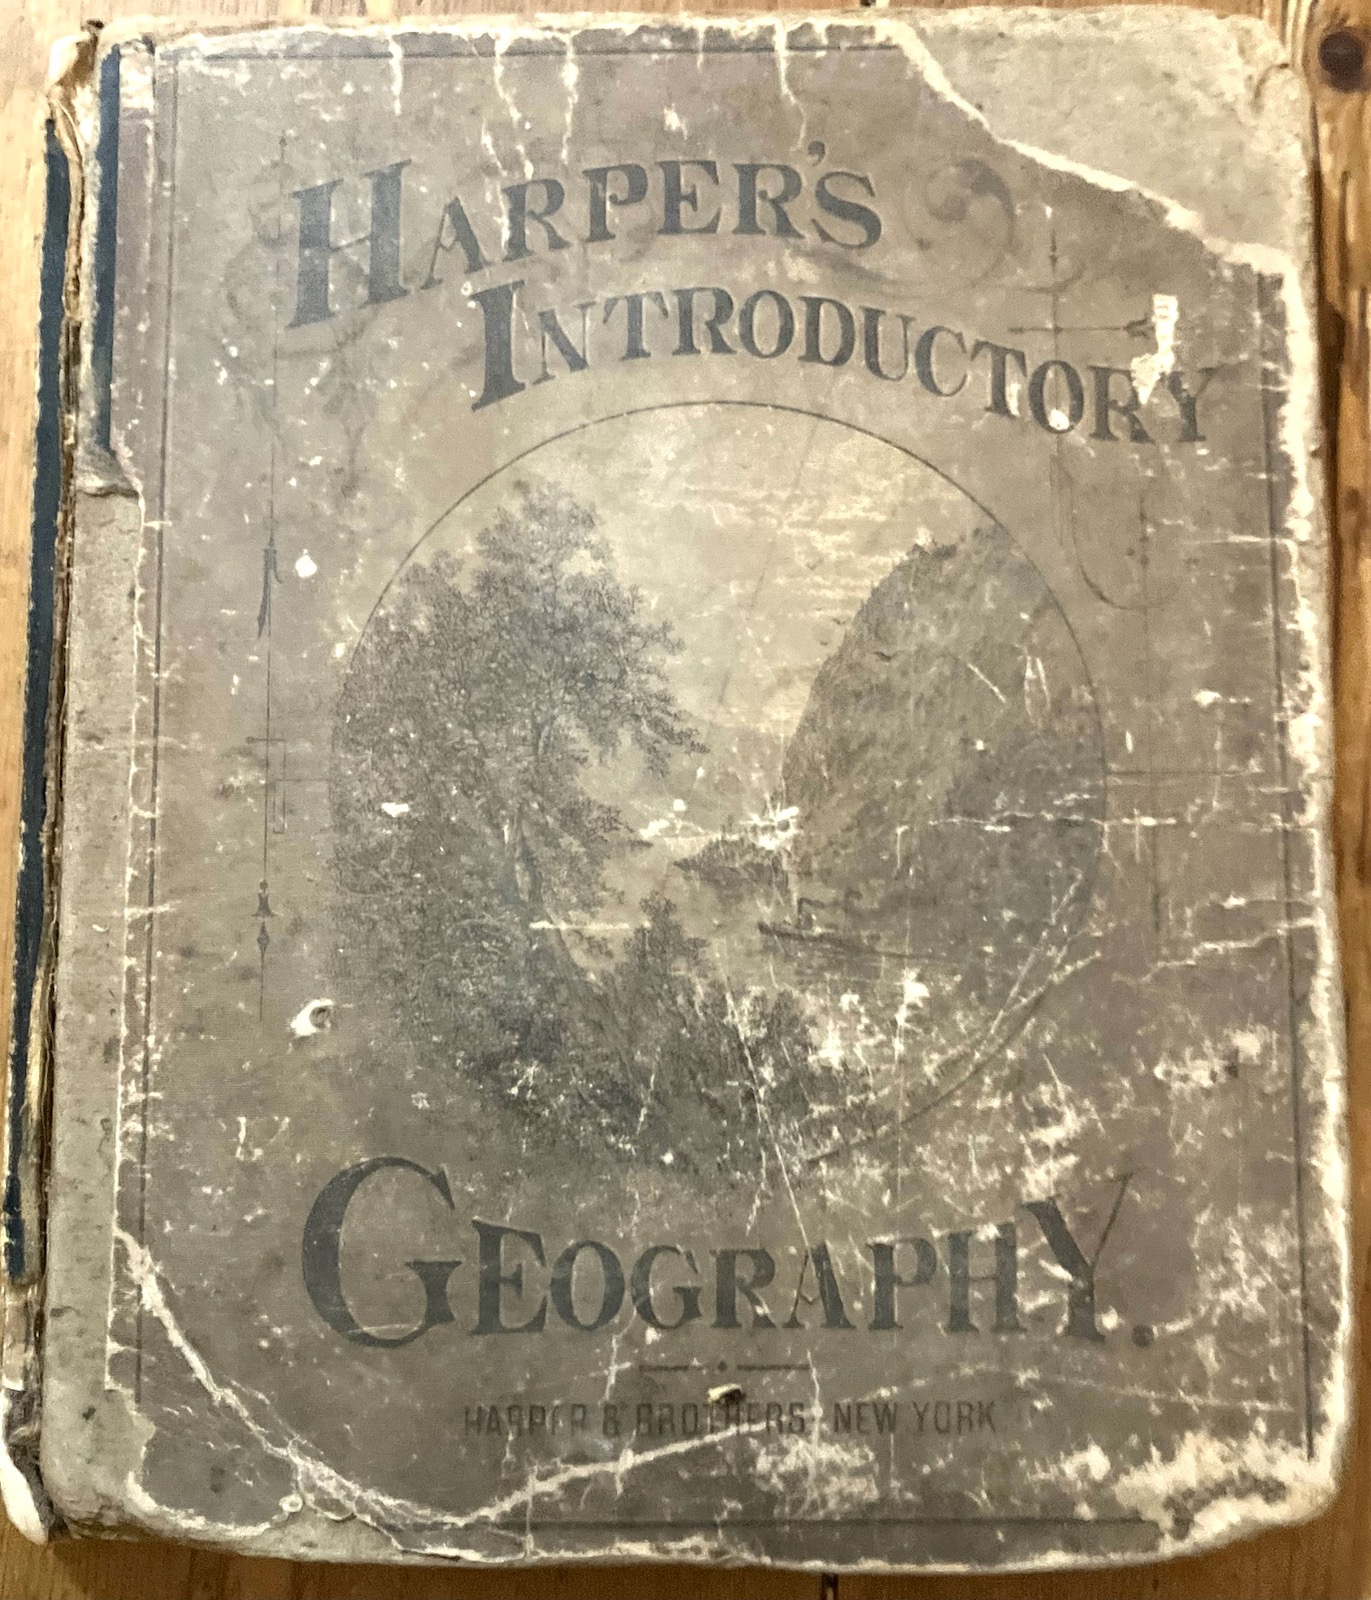 HARPER'S
INTRODUCTORY
GEOGRAPHY.
HARPER & BROTHERS, NEW YORK